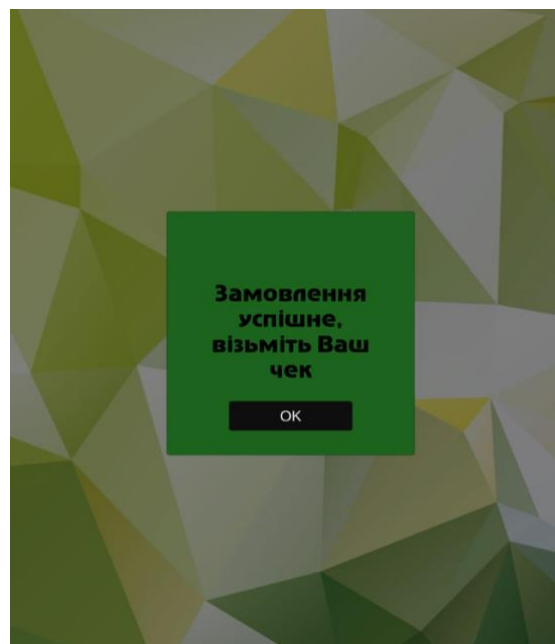 Замовлення
успішне,
візьміть Ваш
чек
OK